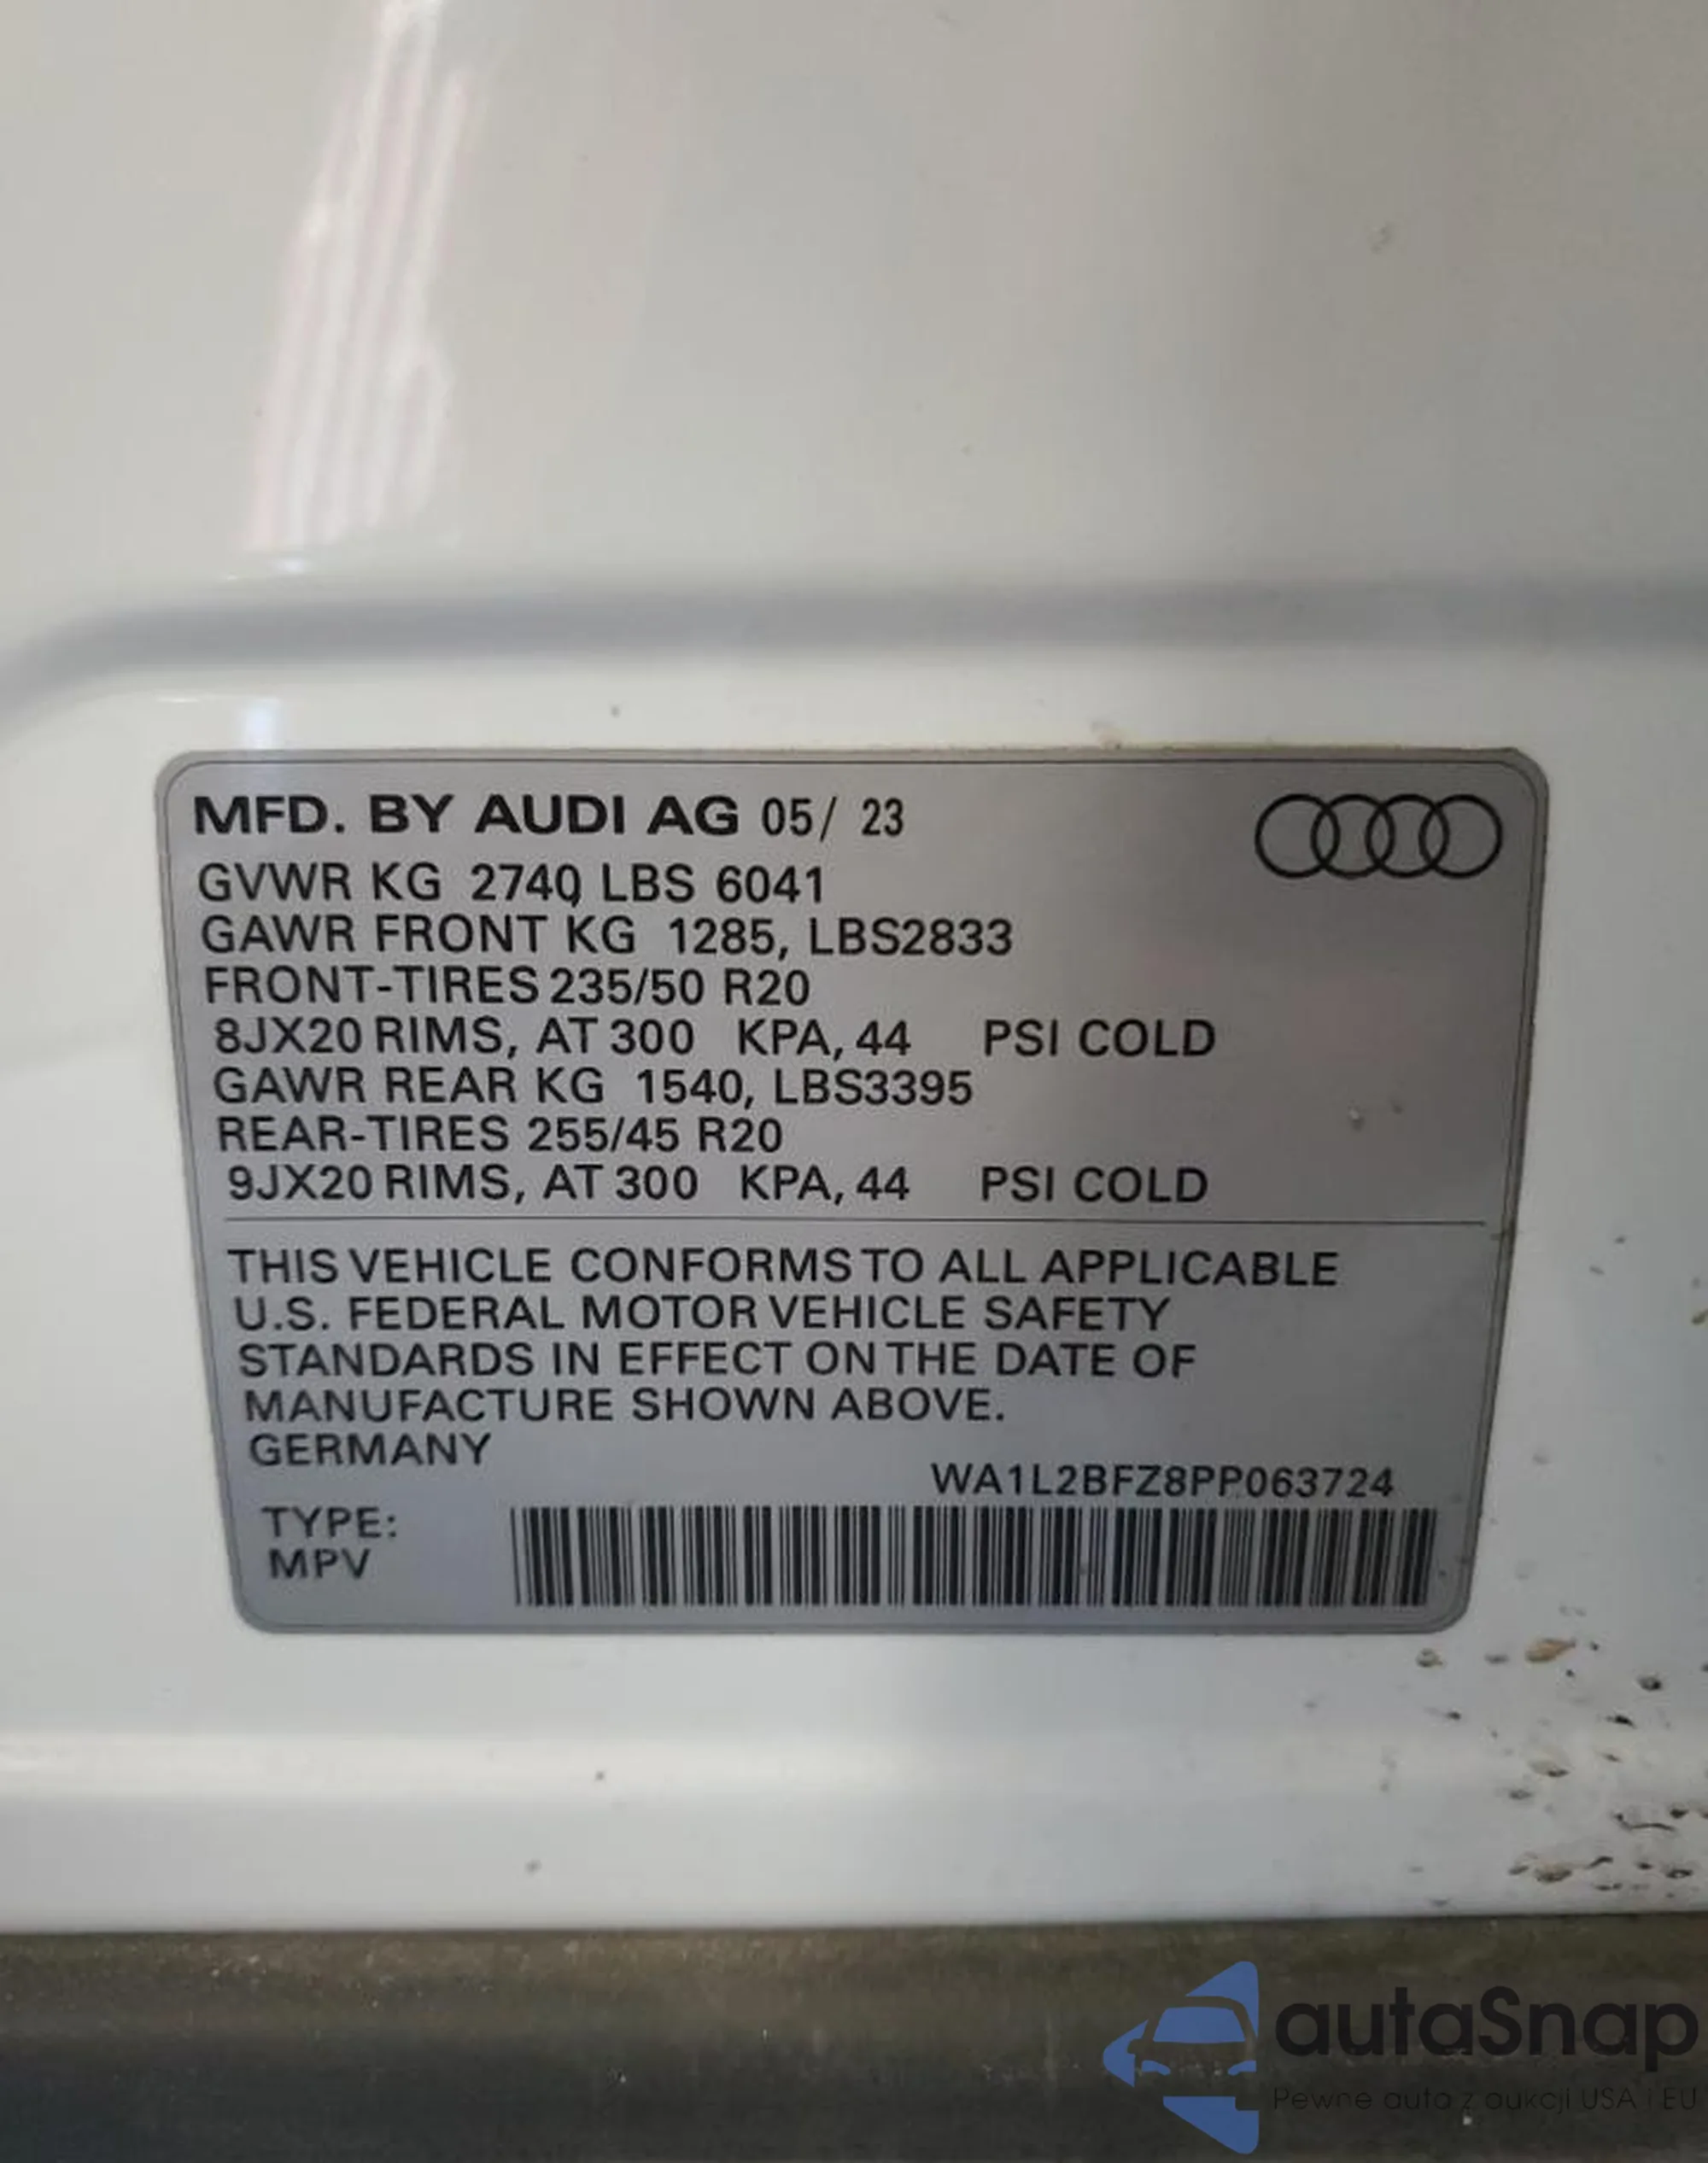 MFD. BY AUDI AG 05/ 23
GVWR KG 2740 LBS 6041
GAWR FRONT KG 1285, LBS2833
FRONT-TIRES 235/50 R20
8JX20 RIMS, AT 300 KPA, 44 PSI COLD
GAWR REAR KG 1540, LBS3395
REAR-TIRES 255/45 R20
9JX20 RIMS, AT 300 KPA, 44 PSI COLD
THIS VEHICLE CONFORMS TO ALL APPLICABLE
U.S. FEDERAL MOTOR VEHICLE SAFETY
STANDARDS IN EFFECT ON THE DATE OF
MANUFACTURE SHOWN ABOVE.
GERMANY
WA1L2BFZ8PP063724
TYPE:
MPV
autaSnap
Pewne auta z aukcji USA i EU